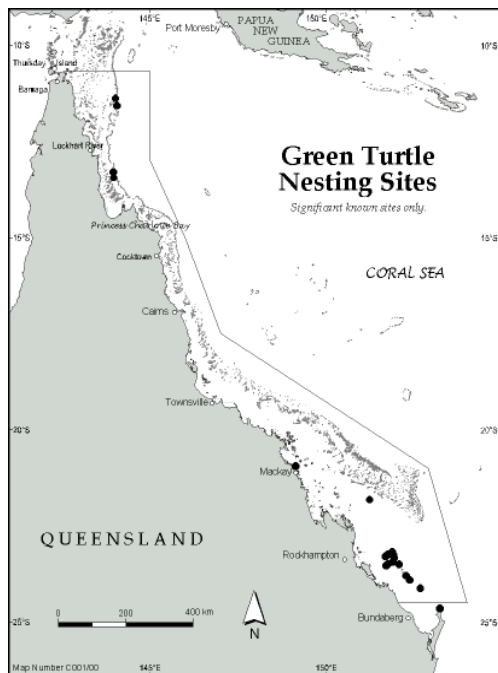 145°E
150°E
Port Moresby
PAPUA
NEW
GUINEA
10°S
10°S
Thursday Island
Bamaga
Lockhart River
Green Turtle
Nesting Sites
Significant known sites only.
Princess Charlotte Bay
15°S
15°S
Cooktown
CORAL SEA
Cairns
Townsville
20°S
20°S
Mackay
QUEENSLAND
Rockhampton
0 200 400 km
N
Bundaberg
25°S
25°S
Map Number C001/00
145°E
150°E